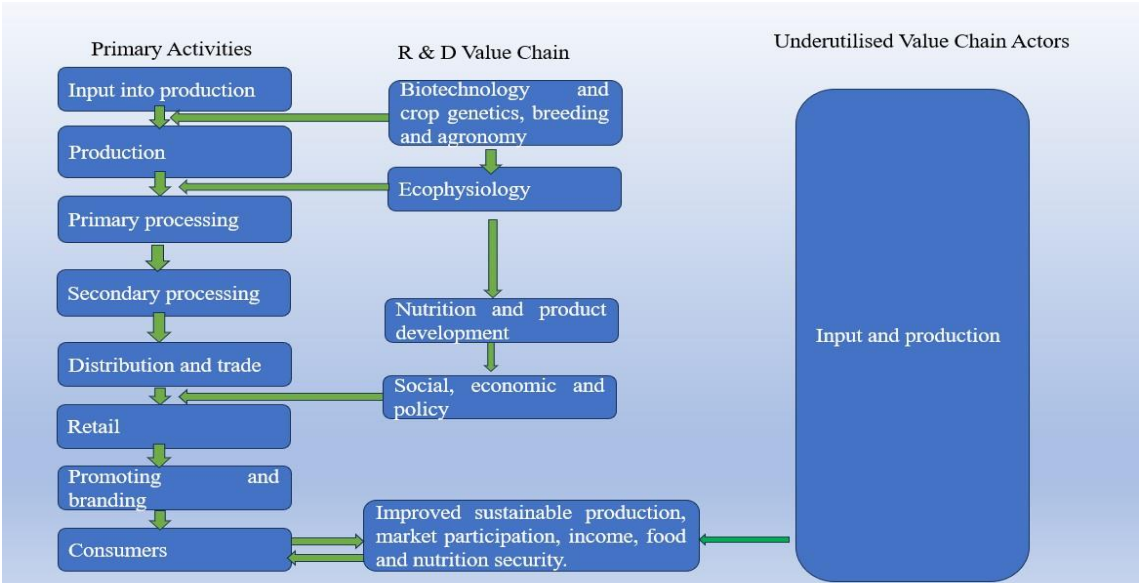 Primary Activities
R & D Value Chain
Underutilised Value Chain Actors
Input into production
Production
Primary processing
Secondary processing
Distribution and trade
Retail
Promoting and
branding
Consumers
Biotechnology and
crop genetics, breeding
and agronomy
Ecophysiology
Nutrition and product
development
Social, economic and
policy
Improved sustainable production,
market participation, income, food
and nutrition security.
Input and production